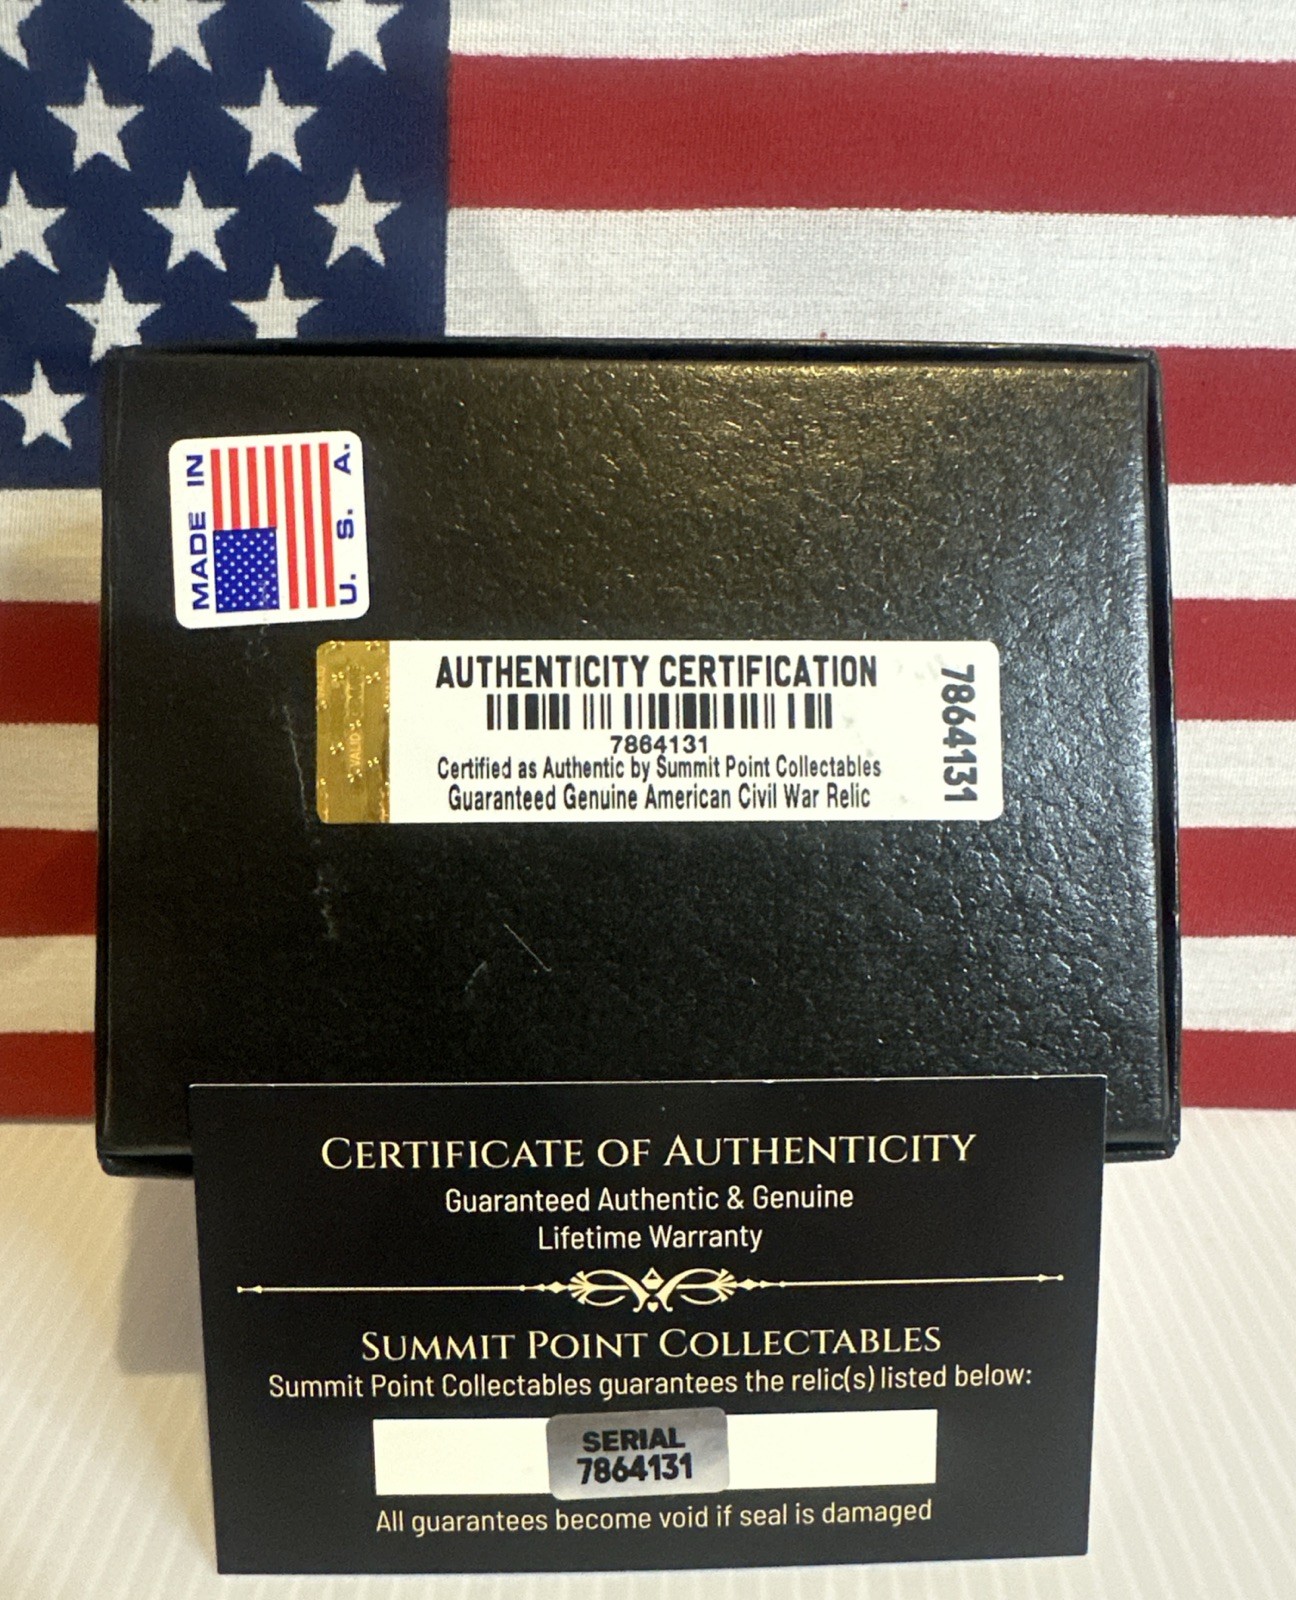 MADE IN
U. S. A.
VALID
AUTHENTICITY CERTIFICATION
7864131
Certified as Authentic by Summit Point Collectables
Guaranteed Genuine American Civil War Relic
7864131
CERTIFICATE OF AUTHENTICITY
Guaranteed Authentic & Genuine
Lifetime Warranty
SUMMIT POINT COLLECTABLES
Summit Point Collectables guarantees the relic(s) listed below:
SERIAL
7864131
All guarantees become void if seal is damaged